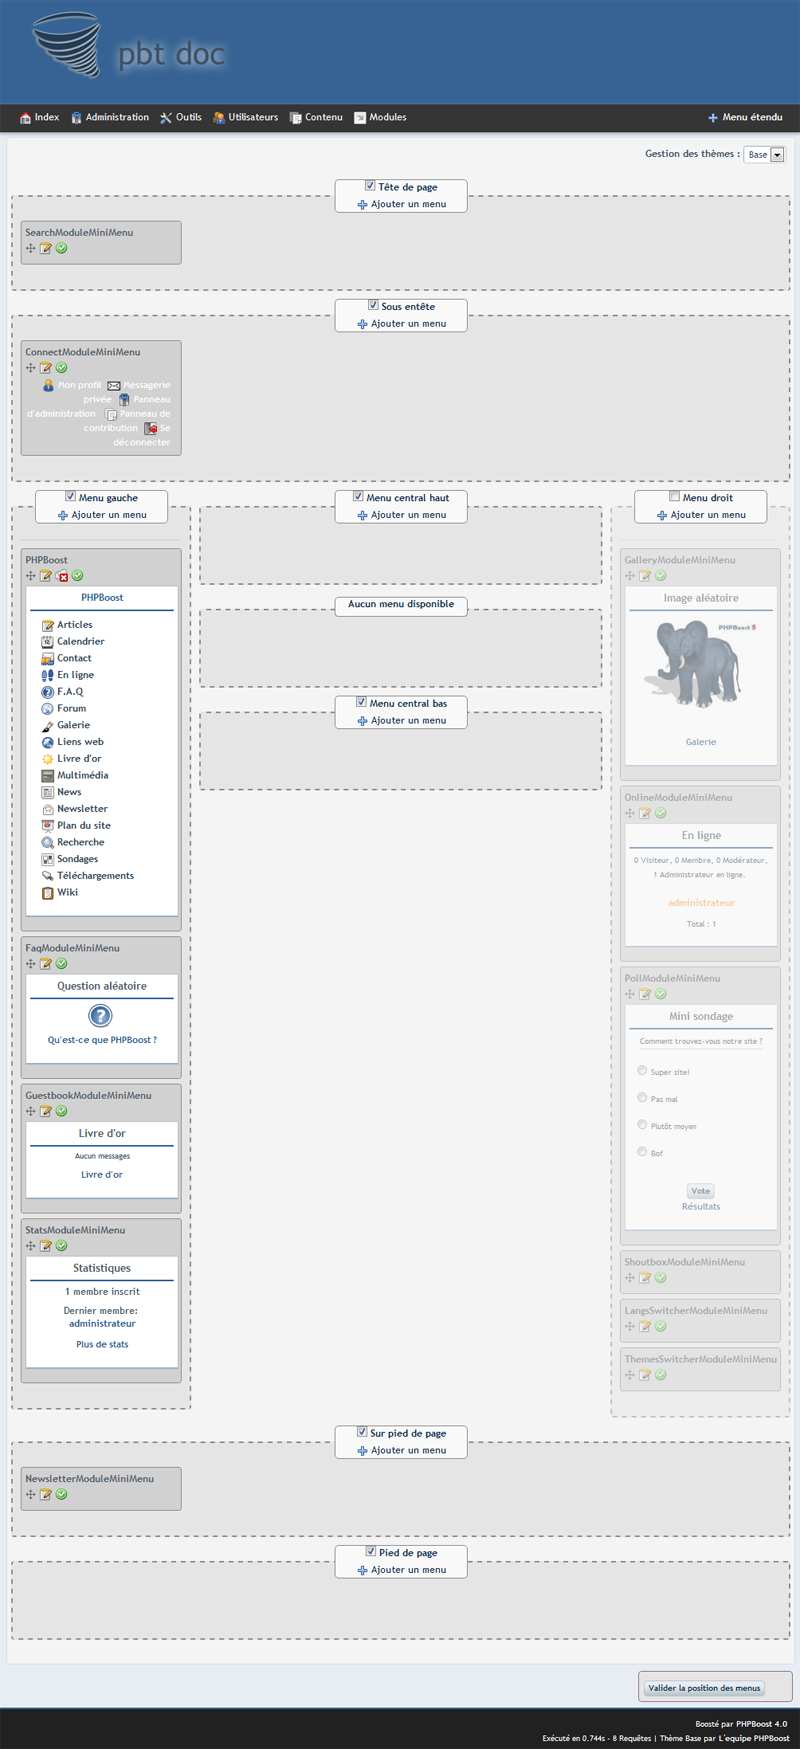 pbt doc
Index Administration Outils Utilisateurs Contenu Modules Menu étendu
Gestion des thèmes : Base
Tête de page
Ajouter un menu
SearchModuleMiniMenu
Sous entête
Ajouter un menu
ConnectModuleMiniMenu
Mon profil Messagerie
privée Panneau
d'administration Panneau de
contribution Se
déconnecter
Menu gauche
Ajouter un menu
PHPBoost
PHPBoost
Articles
Calendrier
Contact
En ligne
F.A.Q
Forum
Galerie
Liens web
Livre d'or
Multimédia
News
Newsletter
Plan du site
Recherche
Sondages
Téléchargements
Wiki
FaqModuleMiniMenu
Question aléatoire
?
Qu'est-ce que PHPBoost ?
GuestbookModuleMiniMenu
Livre d'or
Aucun messages
Livre d'or
StatsModuleMiniMenu
Statistiques
1 membre inscrit
Dernier membre:
administrateur
Plus de stats
Menu central haut
Ajouter un menu
Aucun menu disponible
Menu central bas
Ajouter un menu
Menu droit
Ajouter un menu
GalleryModuleMiniMenu
Image aléatoire
PHPBoost 3
Galerie
OnlineModuleMiniMenu
En ligne
0 Visiteur, 0 Membre, 0 Modérateur,
1 Administrateur en ligne.
administrateur
Total : 1
PollModuleMiniMenu
Mini sondage
Comment trouvez-vous notre site ?
Super site!
Pas mal
Plutôt moyen
Bof
Vote
Résultats
ShoutboxModuleMiniMenu
LangsSwitcherModuleMiniMenu
ThemesSwitcherModuleMiniMenu
Sur pied de page
Ajouter un menu
NewsletterModuleMiniMenu
Pied de page
Ajouter un menu
Valider la position des menus
Boosté par PHPBoost 4.0
Exécuté en 0.744s - 8 Requêtes | Thème Base par L'equipe PHPBoost